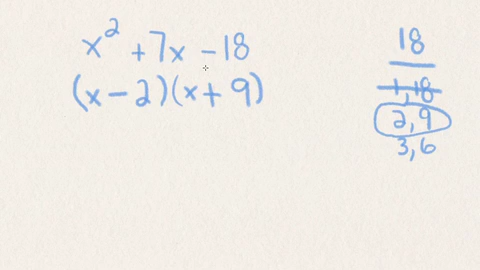 x² + 7x - 18
(x - 2)(x + 9)
18
1, 18
2, 9
3, 6